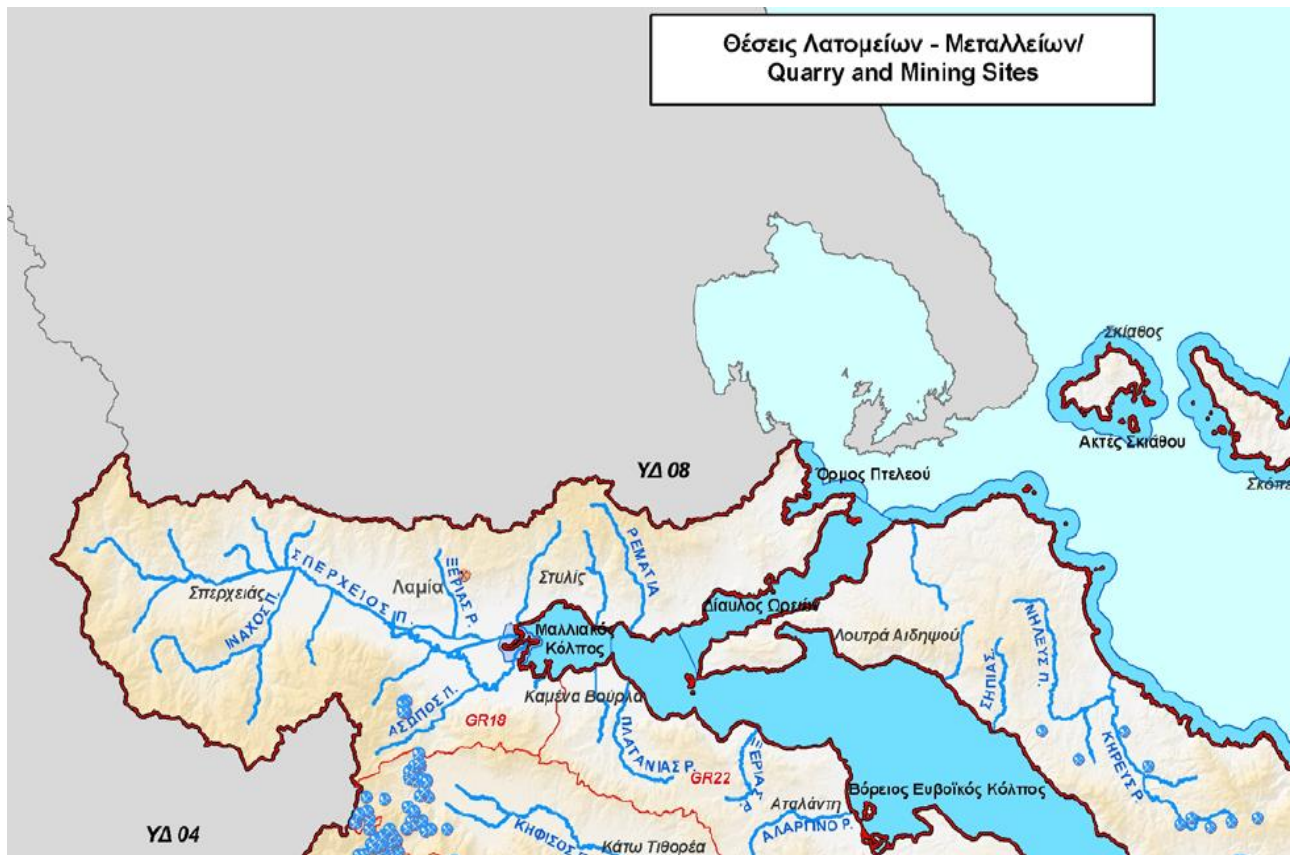 Θέσεις Λατομείων - Μεταλλείων/
Quarry and Mining Sites
Σκίαθος
Ακτές Σκιάθου
ΥΔ 08
Όρμος Πτελεού
ΣΠΕΡΧΕΙΟΣ Π.
Σπερχειάς
ΙΝΑΧΟΣ Π.
Λαμία
ΞΕΡΙΑΣ Ρ.
Στυλίς
ΡΕΜΑΤΙΑ
Δίαυλος Ωρεών
Μαλλιακός
Κόλπος
Λουτρά Αιδηψού
ΝΗΛΕΥΣ Π.
ΣΗΠΙΑΣ.
Καμένα Βούρλα
ΑΣΩΠΟΣ Π.
GR18
ΠΛΑΤΑΝΙΑΣ Ρ.
GR22
ΞΕΡΙΑΣ Ρ.
ΚΗΡΕΥΣ Ρ.
Βόρειος Ευβοϊκός Κόλπος
Αταλάντη
ΑΛΑΡΓΙΝΟ Ρ.
ΥΔ 04
ΚΗΦΙΣΟΣ
Κάτω Τιθορέα